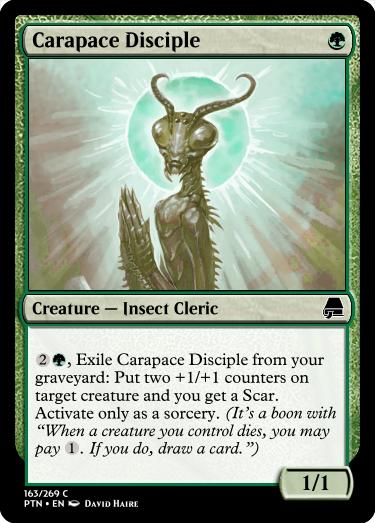 Carapace Disciple
Creature — Insect Cleric
2 , Exile Carapace Disciple from your
graveyard: Put two +1/+1 counters on
target creature and you get a Scar.
Activate only as a sorcery. (It's a boon with
“When a creature you control dies, you may
pay 1. If you do, draw a card.”)
1/1
163/269 C
PTN • EN DAVID HAIRE